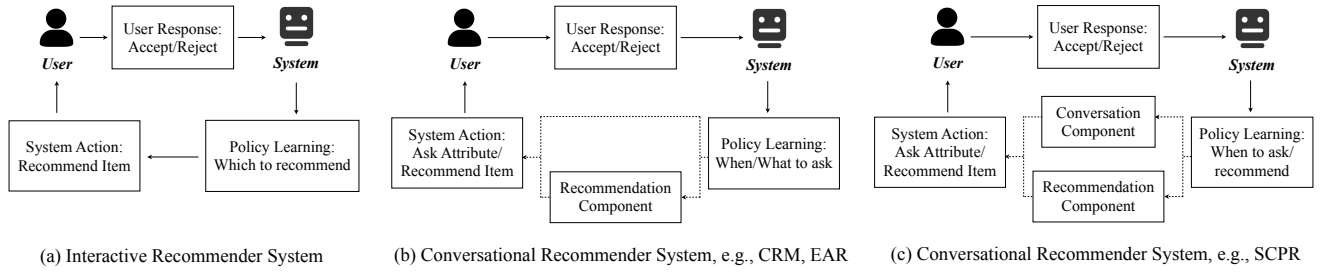 User Response:
Accept/Reject
User
System
System Action:
Recommend Item
Policy Learning:
Which to recommend
(a) Interactive Recommender System
User Response:
Accept/Reject
User
System
System Action:
Ask Attribute/
Recommend Item
Policy Learning:
When/What to ask
Recommendation
Component
(b) Conversational Recommender System, e.g., CRM, EAR
User Response:
Accept/Reject
User
System
Conversation
Component
System Action:
Ask Attribute/
Recommend Item
Policy Learning:
When to ask/
recommend
Recommendation
Component
(c) Conversational Recommender System, e.g., SCPR